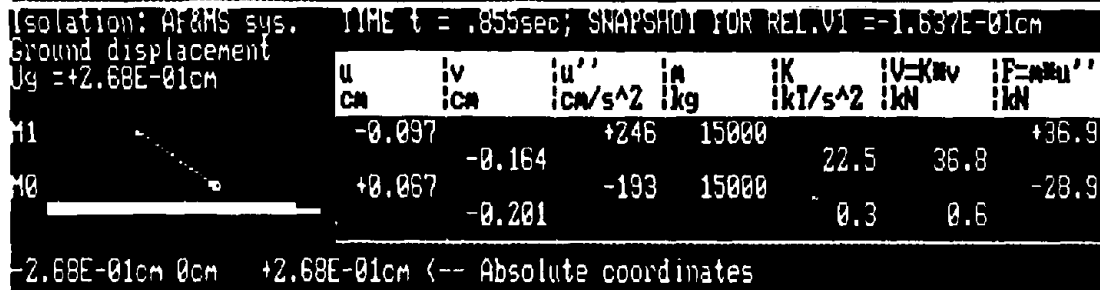 Isolation: AF&MS sys. TIME t = .855sec; SNAPSHOT FOR REL.V1 =-1.637E-01cm
Ground displacement
Ug =+2.68E-01cm
u ¦v ¦u'' ¦m ¦K ¦V=K*v ¦F=m*u''
cm ¦cm ¦cm/s^2 ¦kg ¦kT/s^2 ¦kN ¦kN
M1 -0.097 +246 15000 +36.9
-0.164 22.5 36.8
M0 +0.067 -193 15000 -28.9
-0.201 0.3 0.6
-2.68E-01cm 0cm +2.68E-01cm <-- Absolute coordinates